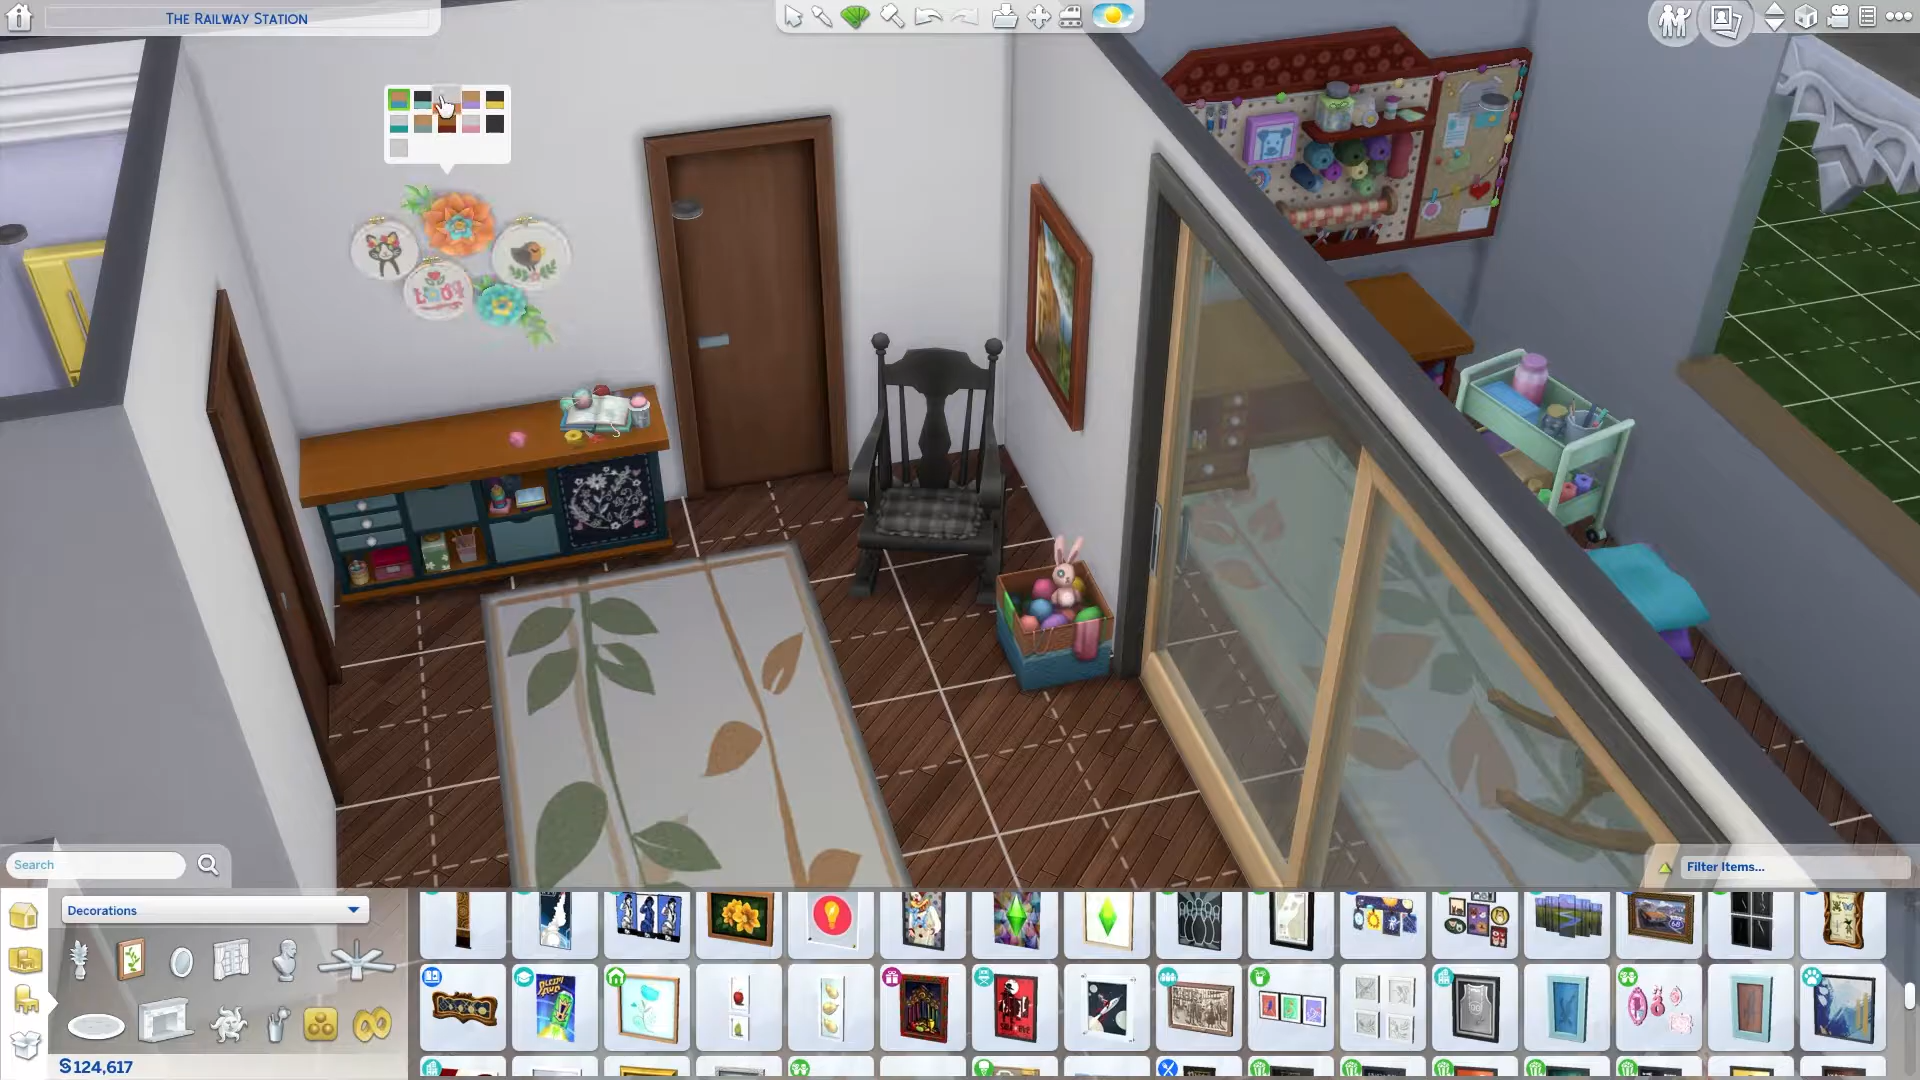 THE RAILWAY STATION
Search
Filter Items...
Decorations
§124,617